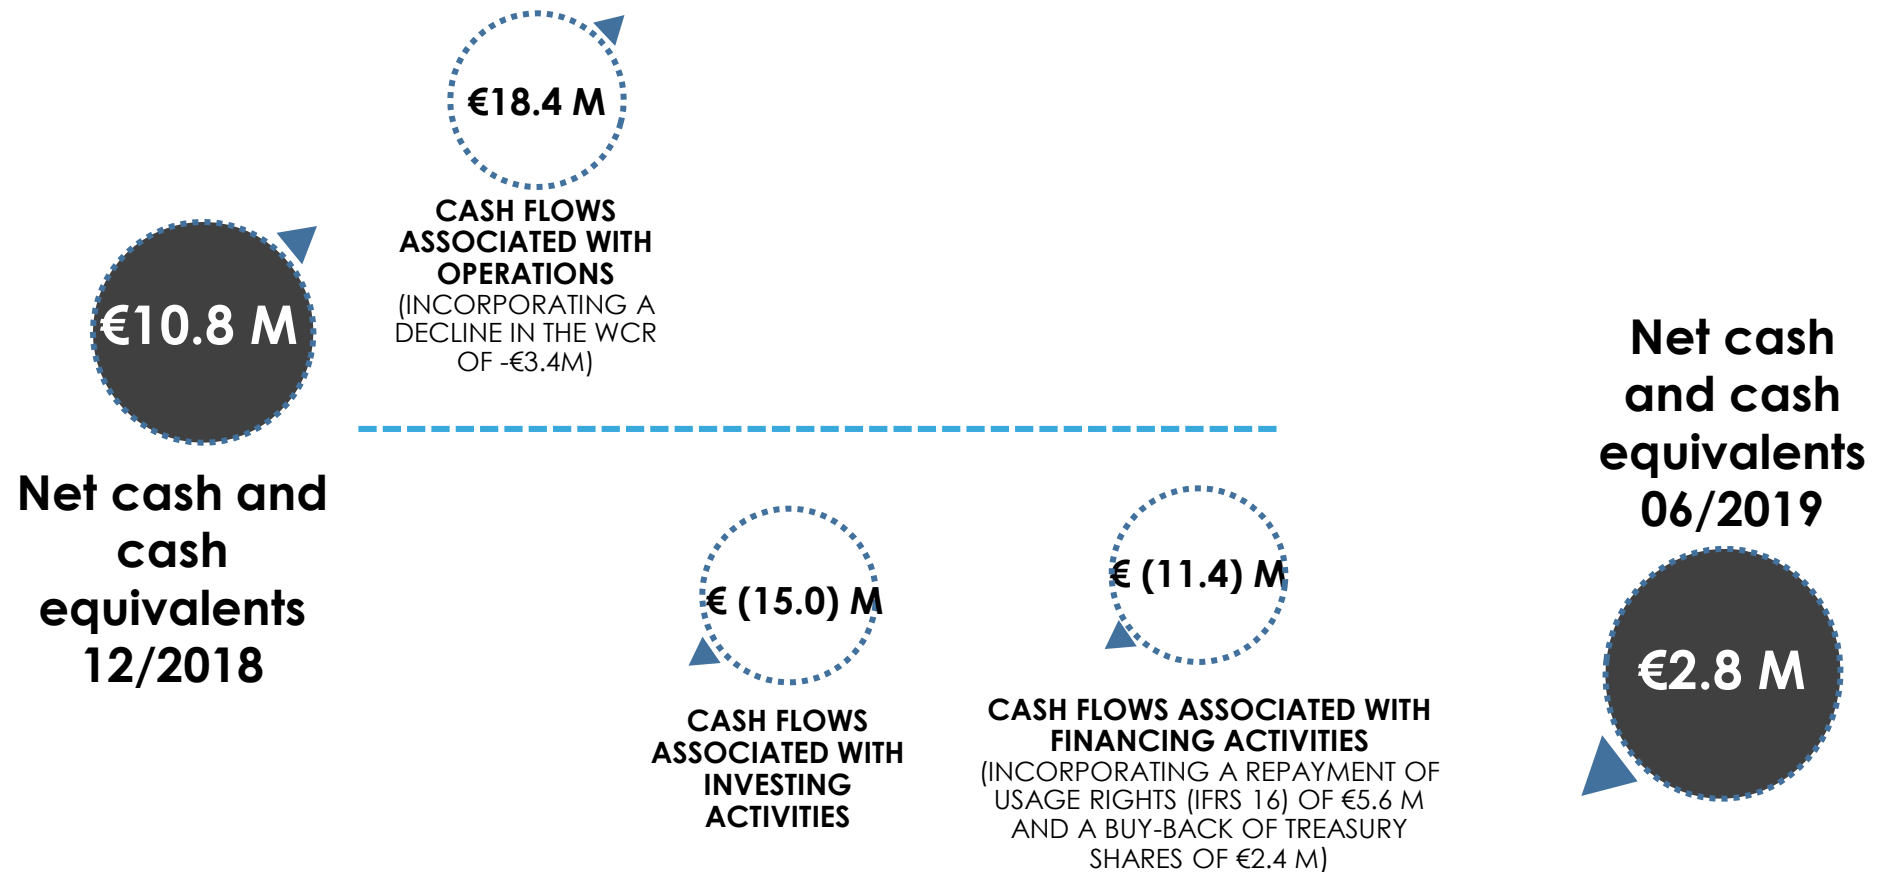 €10.8 M
Net cash and
cash
equivalents
12/2018
€18.4 M
CASH FLOWS
ASSOCIATED WITH
OPERATIONS
(INCORPORATING A
DECLINE IN THE WCR
OF -€3.4M)
€ (15.0) M
CASH FLOWS
ASSOCIATED WITH
INVESTING
ACTIVITIES
€ (11.4) M
CASH FLOWS ASSOCIATED WITH
FINANCING ACTIVITIES
(INCORPORATING A REPAYMENT OF
USAGE RIGHTS (IFRS 16) OF €5.6 M
AND A BUY-BACK OF TREASURY
SHARES OF €2.4 M)
Net cash
and cash
equivalents
06/2019
€2.8 M